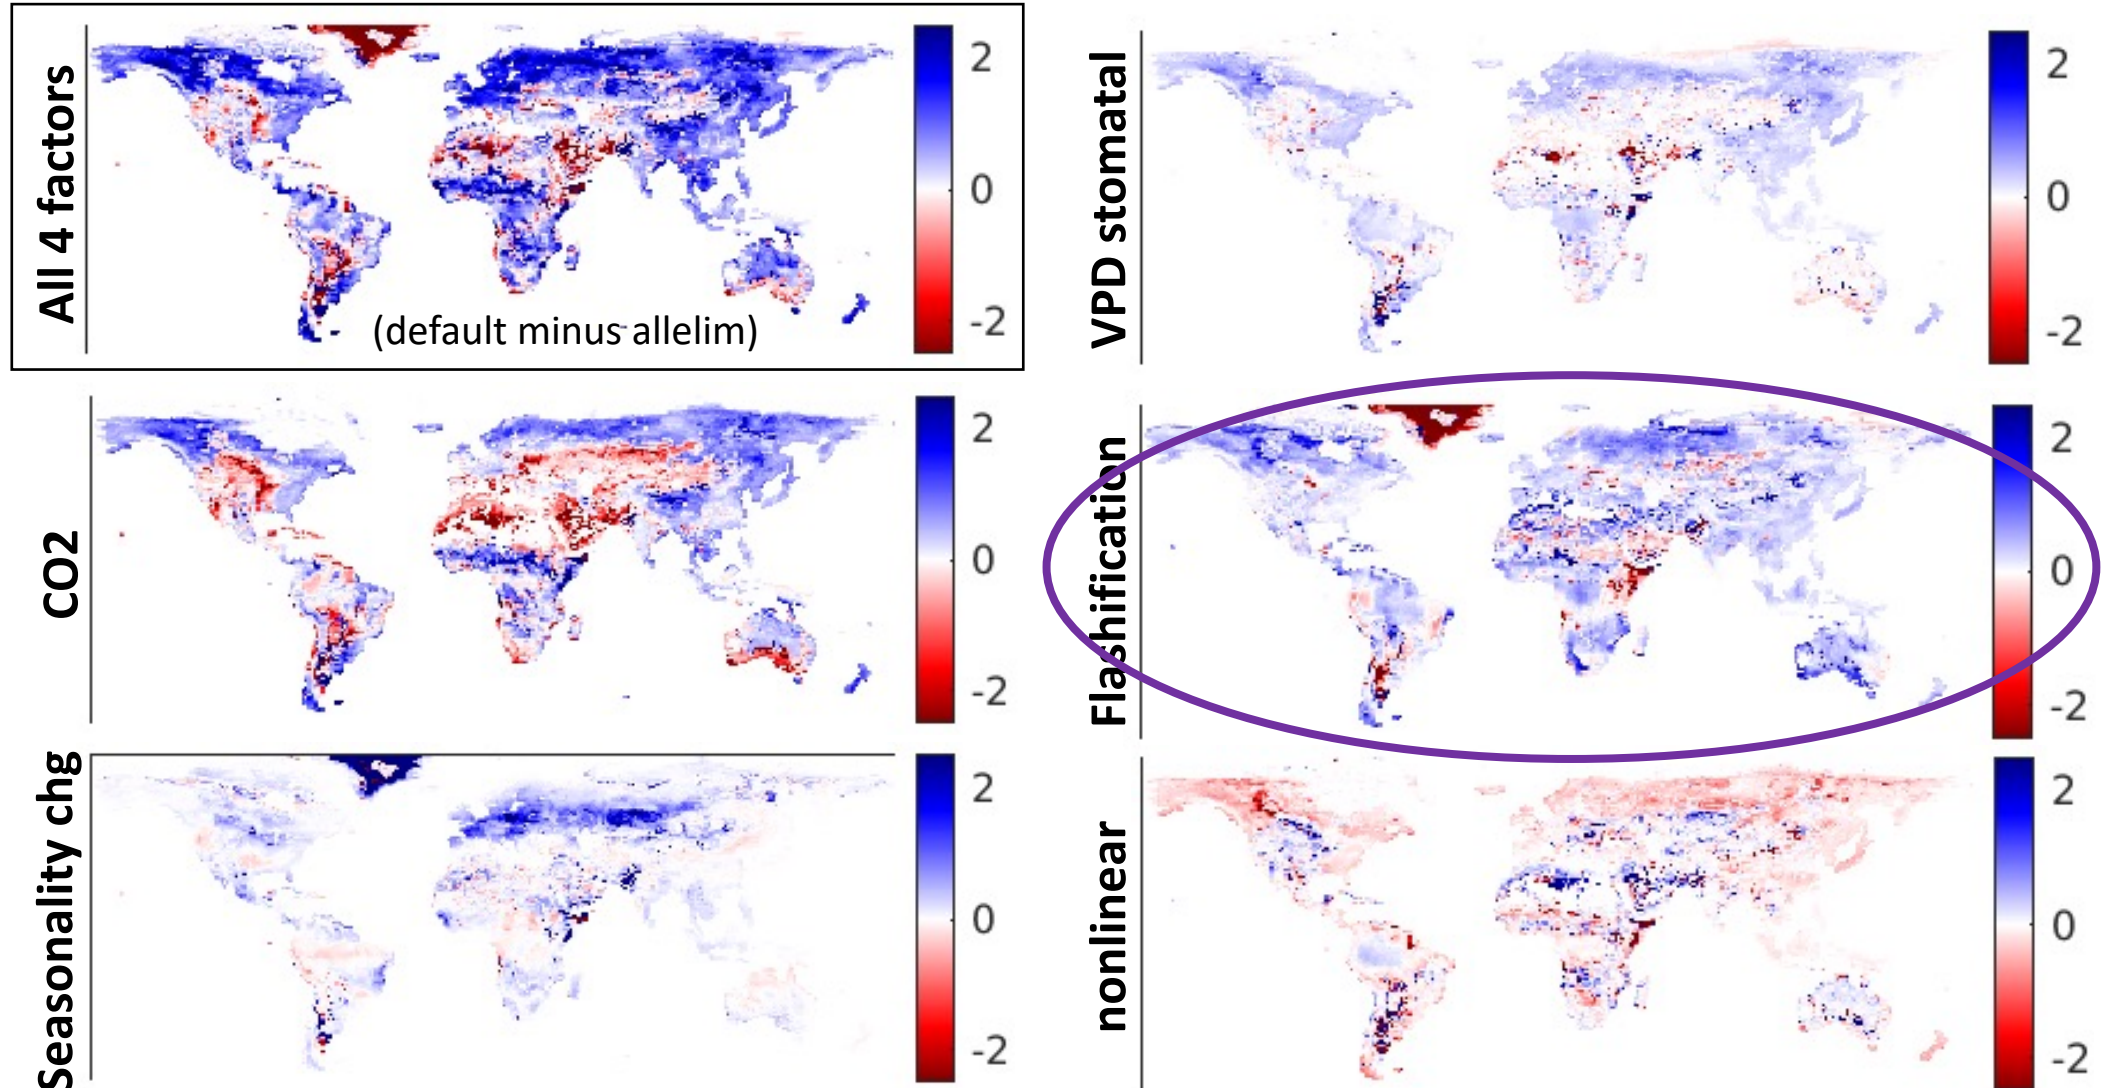 All 4 factors
2
0
-2
(default minus allelim)
VPD stomatal
2
0
-2
CO2
2
0
-2
Flashification
2
0
-2
Seasonality chg
2
0
-2
nonlinear
2
0
-2